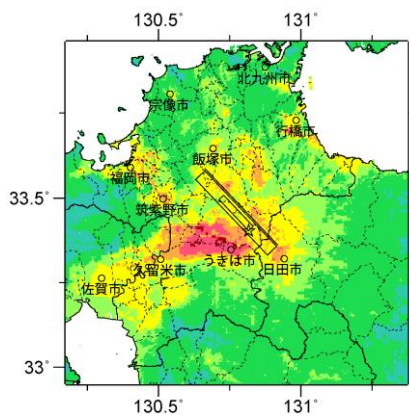 130.5° 131°
北九州市
宗像市
行橋市
飯塚市
福岡市
33.5°
筑紫野市
久留米市
うきは市
日田市
佐賀市
33°
130.5° 131°